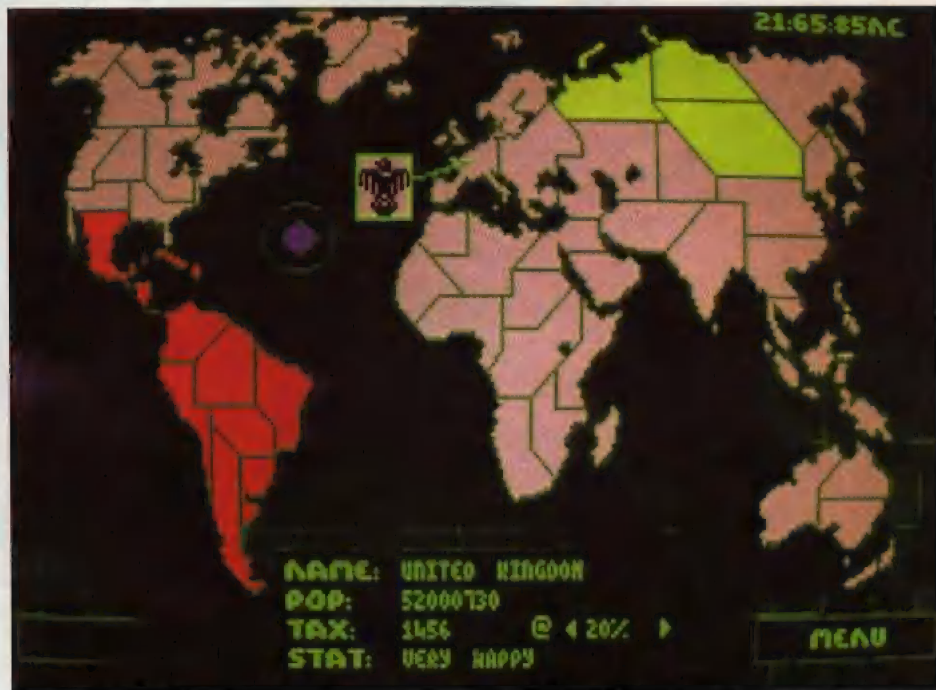 21:65:85AC
NAME: UNITED KINGDOM
POP: 52000730
TAX: 1456 @ 20%
STAT: VERY HAPPY
MENU